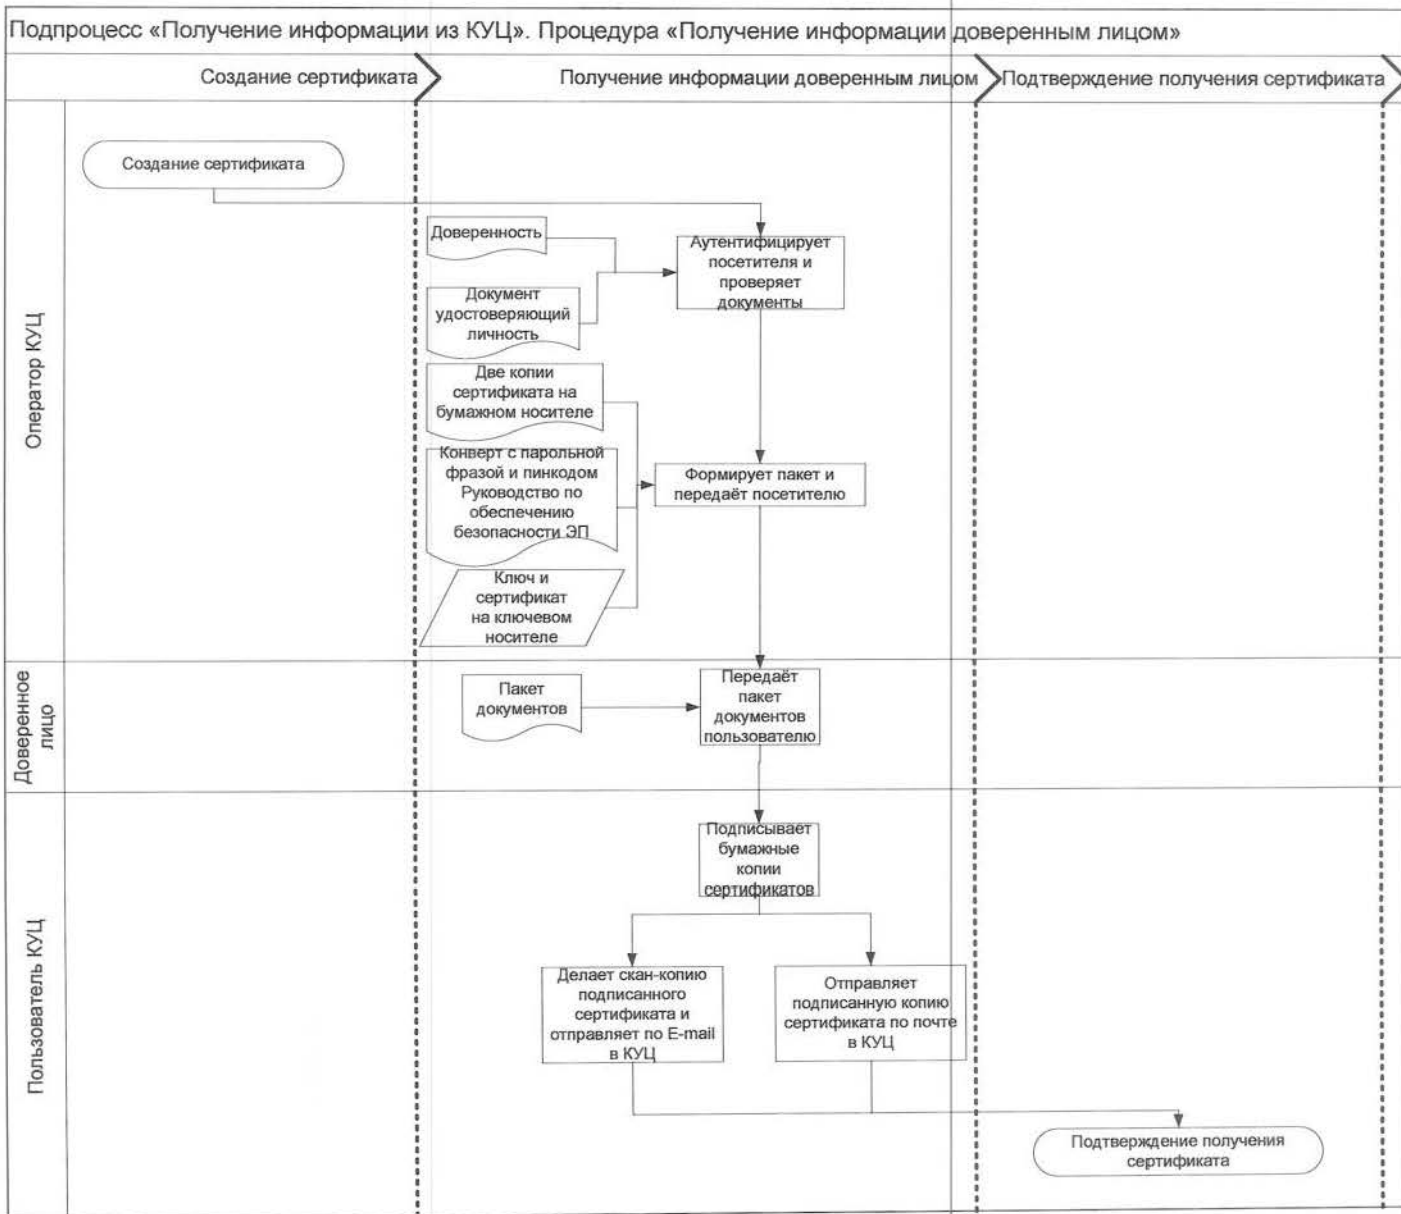 Подпроцесс «Получение информации из КУЦ». Процедура «Получение информации доверенным лицом»
Создание сертификата
Получение информации доверенным лицом
Подтверждение получения сертификата
Оператор КУЦ
Создание сертификата
Доверенность
Аутентифицирует
посетителя и
проверяет
документы
Документ
удостоверяющий
личность
Две копии
сертификата на
бумажном носителе
Конверт с парольной
фразой и пинкодом
Руководство по
обеспечению
безопасности ЭП
Формирует пакет и
передаёт посетителю
Ключ и
сертификат
на ключевом
носителе
Доверенное
лицо
Пакет
документов
Передаёт
пакет
документов
пользователю
Пользователь КУЦ
Подписывает
бумажные
копии
сертификатов
Делает скан-копию
подписанного
сертификата и
отправляет по E-mail
в КУЦ
Отправляет
подписанную копию
сертификата по почте
в КУЦ
Подтверждение получения
сертификата